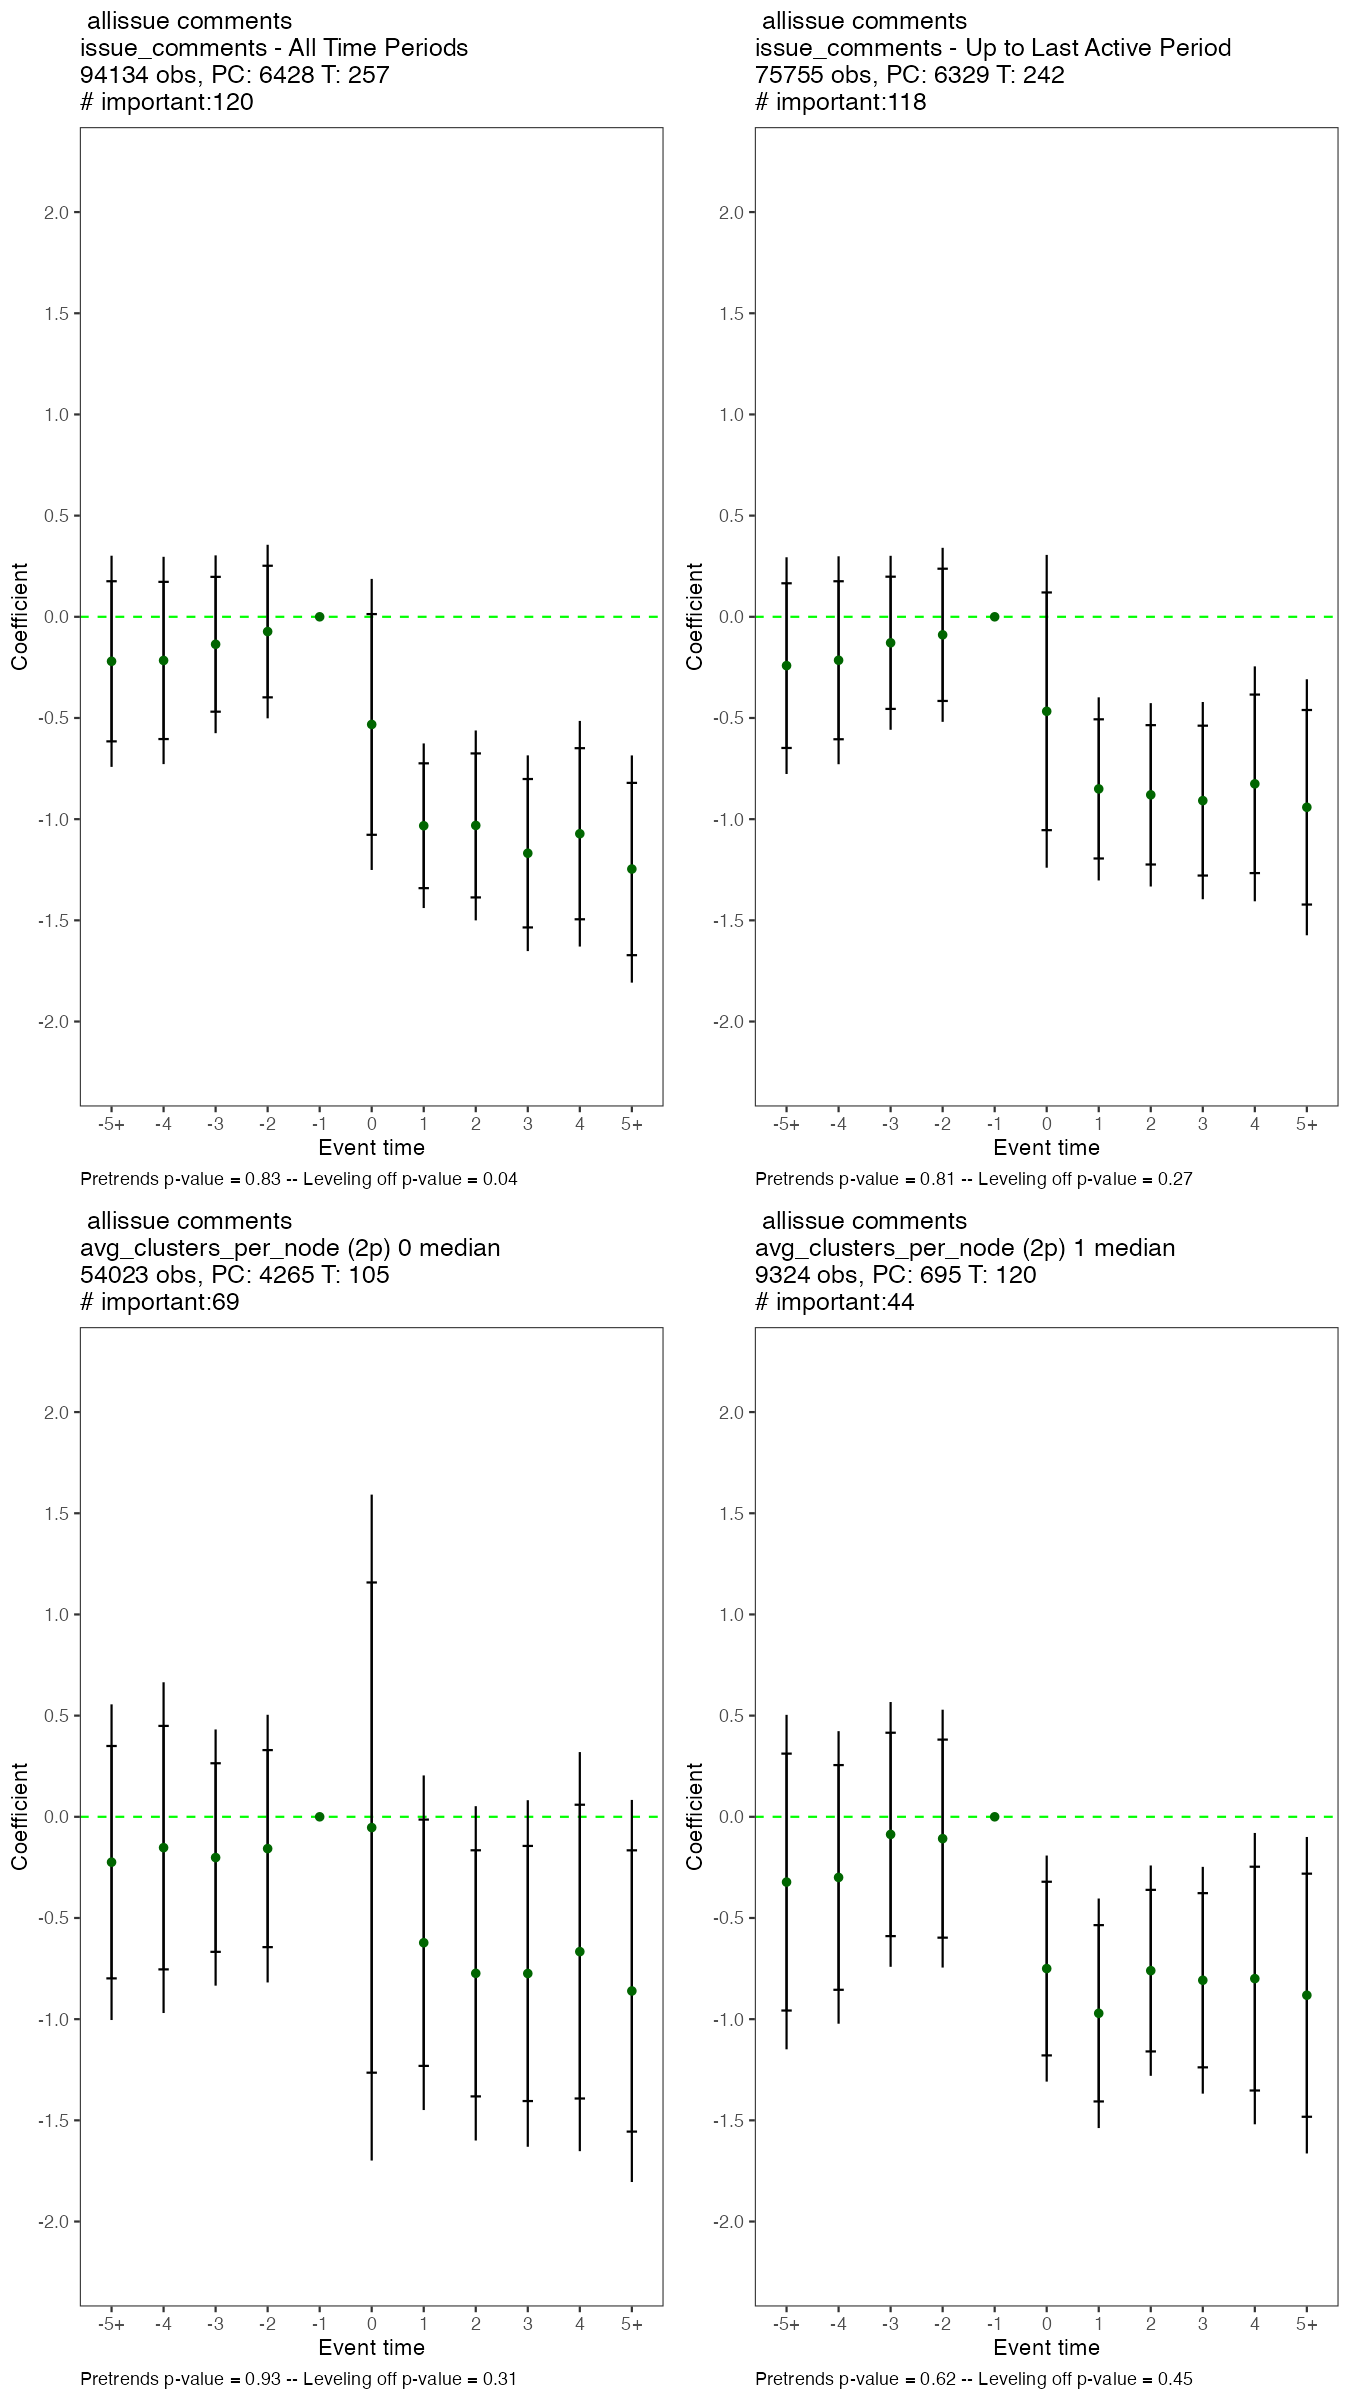 allissue comments
issue_comments - All Time Periods
94134 obs, PC: 6428 T: 257
# important:120
2.0
1.5
1.0
0.5
0.0
-0.5
-1.0
-1.5
-2.0
Coefficient
-5+ -4 -3 -2 -1 0 1 2 3 4 5+
Event time
Pretrends p-value = 0.83 -- Leveling off p-value = 0.04
allissue comments
issue_comments - Up to Last Active Period
75755 obs, PC: 6329 T: 242
# important:118
2.0
1.5
1.0
0.5
0.0
-0.5
-1.0
-1.5
-2.0
Coefficient
-5+ -4 -3 -2 -1 0 1 2 3 4 5+
Event time
Pretrends p-value = 0.81 -- Leveling off p-value = 0.27
allissue comments
avg_clusters_per_node (2p) 0 median
54023 obs, PC: 4265 T: 105
# important:69
2.0
1.5
1.0
0.5
0.0
-0.5
-1.0
-1.5
-2.0
Coefficient
-5+ -4 -3 -2 -1 0 1 2 3 4 5+
Event time
Pretrends p-value = 0.93 -- Leveling off p-value = 0.31
allissue comments
avg_clusters_per_node (2p) 1 median
9324 obs, PC: 695 T: 120
# important:44
2.0
1.5
1.0
0.5
0.0
-0.5
-1.0
-1.5
-2.0
Coefficient
-5+ -4 -3 -2 -1 0 1 2 3 4 5+
Event time
Pretrends p-value = 0.62 -- Leveling off p-value = 0.45